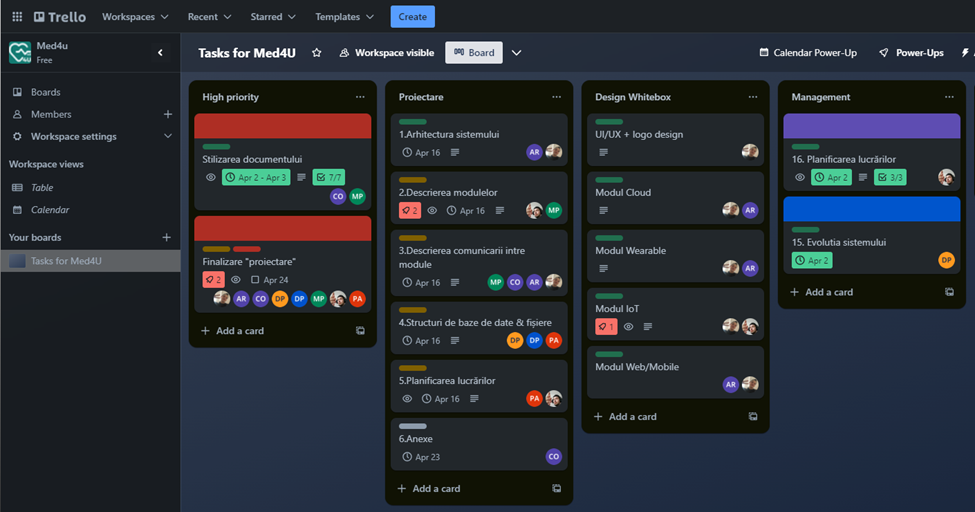 Trello
Workspaces
Recent
Starred
Templates
Create
Med4u
Free
Boards
Members
Workspace settings
Workspace views
Table
Calendar
Your boards
Tasks for Med4U
Tasks for Med4U
Workspace visible
Board
Calendar Power-Up
Power-Ups
High priority
Stilizarea documentului
Apr 2 - Apr 3
7/7
CO MP
Finalizare "proiectare"
2
Apr 24
AR CO DP DP MP PA
Add a card
Proiectare
1.Arhitectura sistemului
Apr 16
AR
2.Descrierea modulelor
2
Apr 16
MP
3.Descrierea comunicarii intre
module
Apr 16
MP CO AR
4.Structuri de baze de date & fișiere
Apr 16
DP DP PA
5.Planificarea lucrărilor
Apr 16
PA
6.Anexe
Apr 23
CO
Add a card
Design Whitebox
UI/UX + logo design
Modul Cloud
AR
Modul Wearable
AR
Modul IoT
1
Modul Web/Mobile
AR
Add a card
Management
16. Planificarea lucrărilor
Apr 2
3/3
15. Evolutia sistemului
Apr 2
DP
Add a card